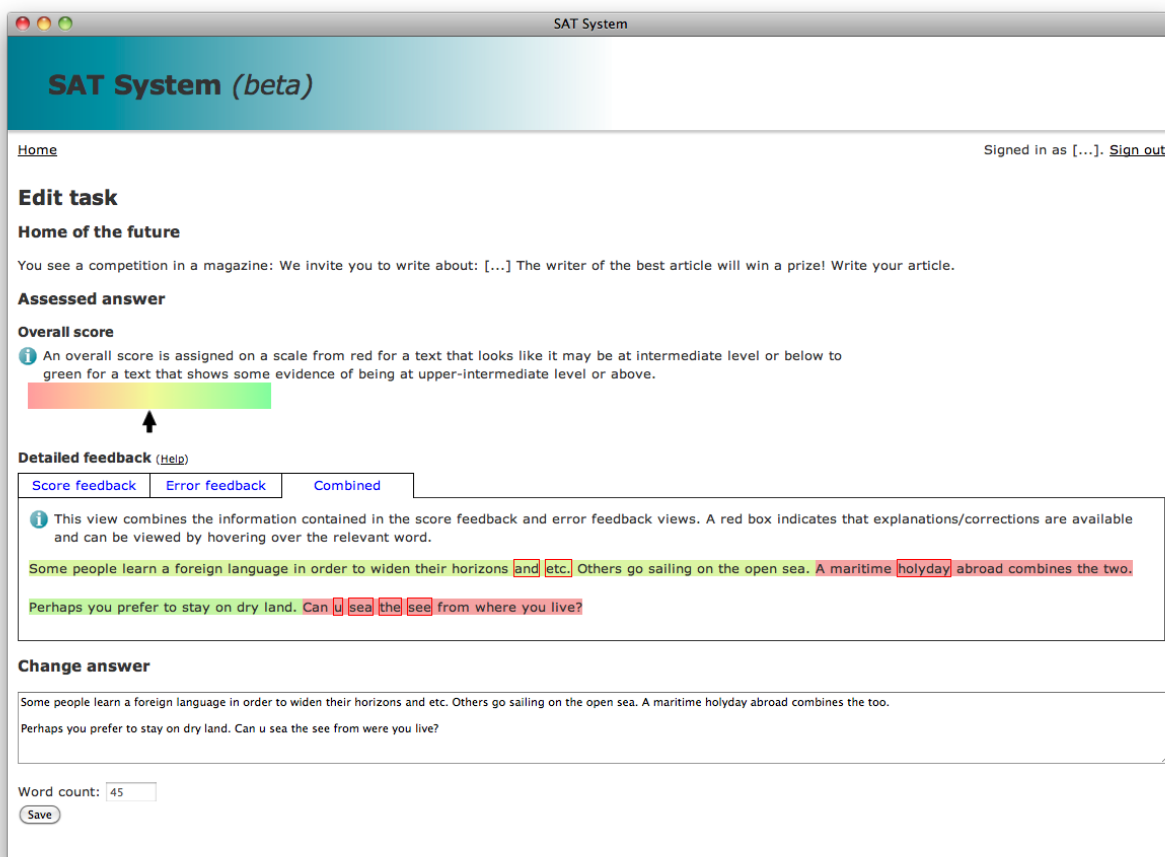 SAT System
SAT System (beta)
Home
Signed in as [...]. Sign out
Edit task
Home of the future
You see a competition in a magazine: We invite you to write about: [...] The writer of the best article will win a prize! Write your article.
Assessed answer
Overall score
i An overall score is assigned on a scale from red for a text that looks like it may be at intermediate level or below to
green for a text that shows some evidence of being at upper-intermediate level or above.
Detailed feedback (Help)
Score feedback Error feedback Combined
i This view combines the information contained in the score feedback and error feedback views. A red box indicates that explanations/corrections are available
and can be viewed by hovering over the relevant word.
Some people learn a foreign language in order to widen their horizons and etc. Others go sailing on the open sea. A maritime holyday abroad combines the two.
Perhaps you prefer to stay on dry land. Can u sea the see from where you live?
Change answer
Some people learn a foreign language in order to widen their horizons and etc. Others go sailing on the open sea. A maritime holyday abroad combines the too.
Perhaps you prefer to stay on dry land. Can u sea the see from were you live?
Word count: 45
Save